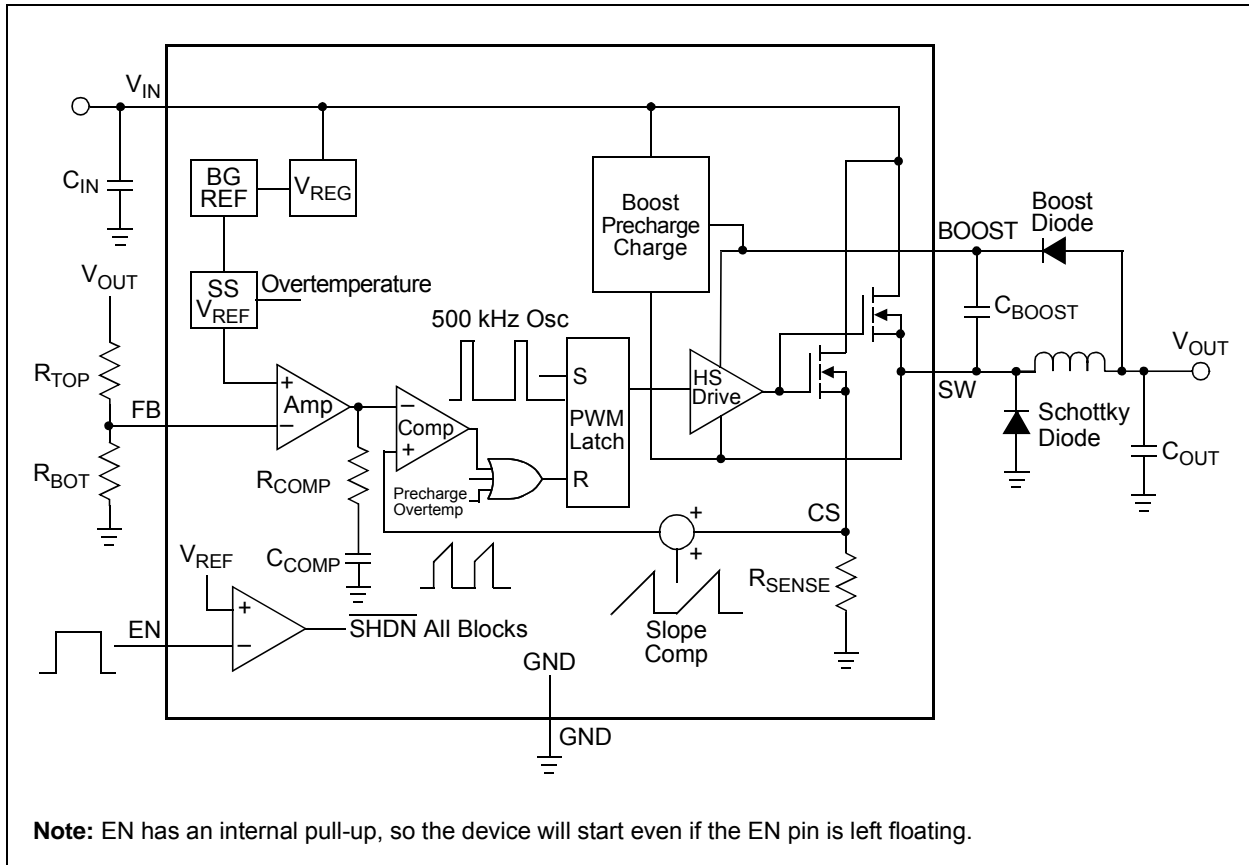 VIN
CIN
BG
REF
VREG
Boost
Precharge
Charge
Boost
Diode
BOOST
VOUT
SS
VREF
Overtemperature
CBOOST
500 kHz Osc
VOUT
RTOP
+
Amp
−
−
Comp
+
S
PWM
Latch
R
HS
Drive
SW
FB
Schottky
Diode
COUT
RBOT
RCOMP
Precharge
Overtemp
CS
+
+
VREF
CCOMP
RSENSE
+
−
EN
SHDN All Blocks
Slope
Comp
GND
GND
Note: EN has an internal pull-up, so the device will start even if the EN pin is left floating.